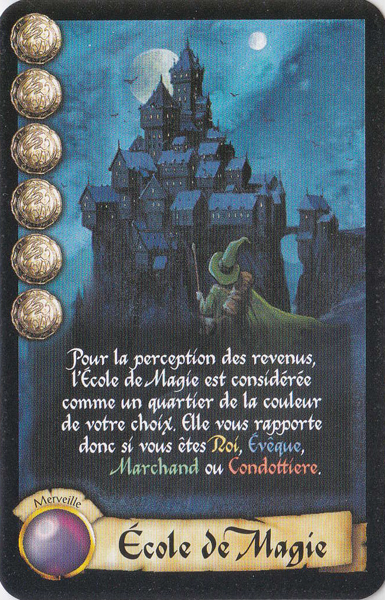 Pour la perception des revenus,
l'École de Magie est considérée
comme un quartier de la couleur
de votre choix. Elle vous rapporte
donc si vous êtes Roi, Évêque,
Marchand ou Condottiere.
Merveille
École de Magie